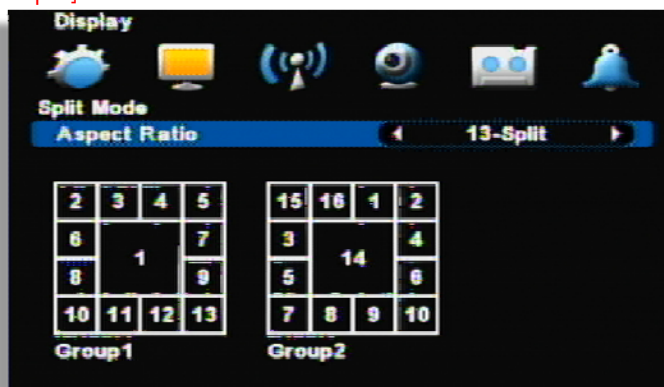 Display
Split Mode
Aspect Ratio 13-Split
2 3 4 5 15 16 1 2
6 7 3 4
1 14
8 9 5 6
10 11 12 13 7 8 9 10
Group1 Group2